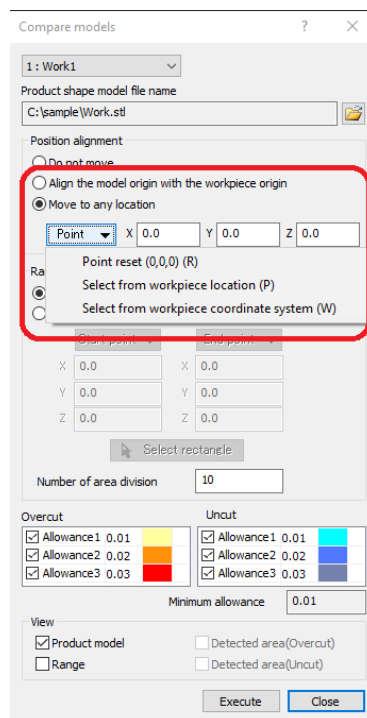 Compare models ? ×
1 : Work1
Product shape model file name
C:\sample\Work.stl
Position alignment
Do not move
Align the model origin with the workpiece origin
Move to any location
Point X 0.0 Y 0.0 Z 0.0
Point reset (0,0,0) (R)
Ra
Select from workpiece location (P)
Select from workpiece coordinate system (W)
Start point End point
X 0.0 X 0.0
Y 0.0 Y 0.0
Z 0.0 Z 0.0
Select rectangle
Number of area division 10
Overcut Uncut
Allowance1 0.01 Allowance1 0.01
Allowance2 0.02 Allowance2 0.02
Allowance3 0.03 Allowance3 0.03
Minimum allowance 0.01
View
Product model Detected area(Overcut)
Range Detected area(Uncut)
Execute Close